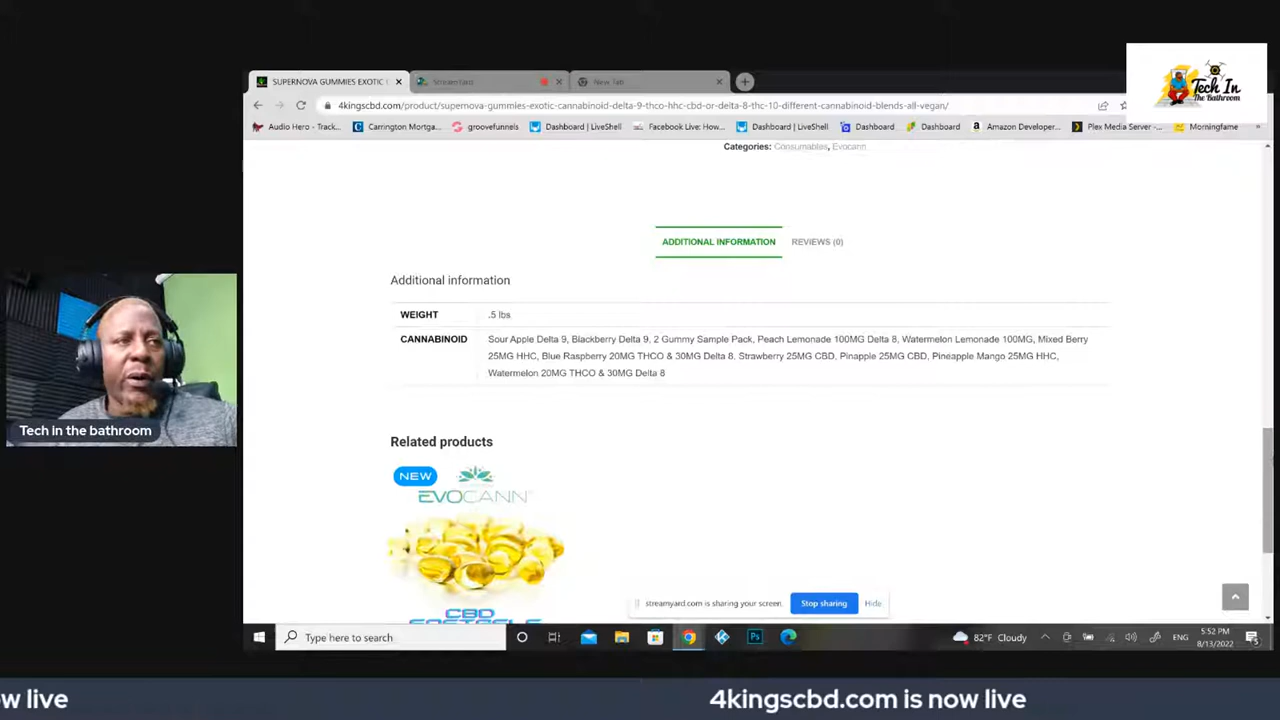 Tech In
The Bathroom
SUPERNOVA GUMMIES EXOTIC
StreamYard
New Tab
4kingscbd.com/product/supernova-gummies-exotic-cannabinoid-delta-9-thco-hhc-cbd-or-delta-8-thc-10-different-cannabinoid-blends-all-vegan/
Audio Hero - Track... Carrington Mortga... groovefunnels Dashboard | LiveShell Facebook Live: How... Dashboard | LiveShell Dashboard Dashboard Amazon Developer... Plex Media Server -... Morningfame »
Categories: Consumables, Evocann
ADDITIONAL INFORMATION REVIEWS (0)
Additional information
WEIGHT .5 lbs
CANNABINOID Sour Apple Delta 9, Blackberry Delta 9, 2 Gummy Sample Pack, Peach Lemonade 100MG Delta 8, Watermelon Lemonade 100MG, Mixed Berry
25MG HHC, Blue Raspberry 20MG THCO & 30MG Delta 8. Strawberry 25MG CBD, Pinapple 25MG CBD, Pineapple Mango 25MG HHC,
Watermelon 20MG THCO & 30MG Delta 8
Tech in the bathroom
Related products
NEW
EVOCANN
CBD
streamyard.com is sharing your screen.
Stop sharing
Hide
Type here to search
Ps
82°F Cloudy
ENG
5:52 PM
8/13/2022
ow live
4kingscbd.com is now live